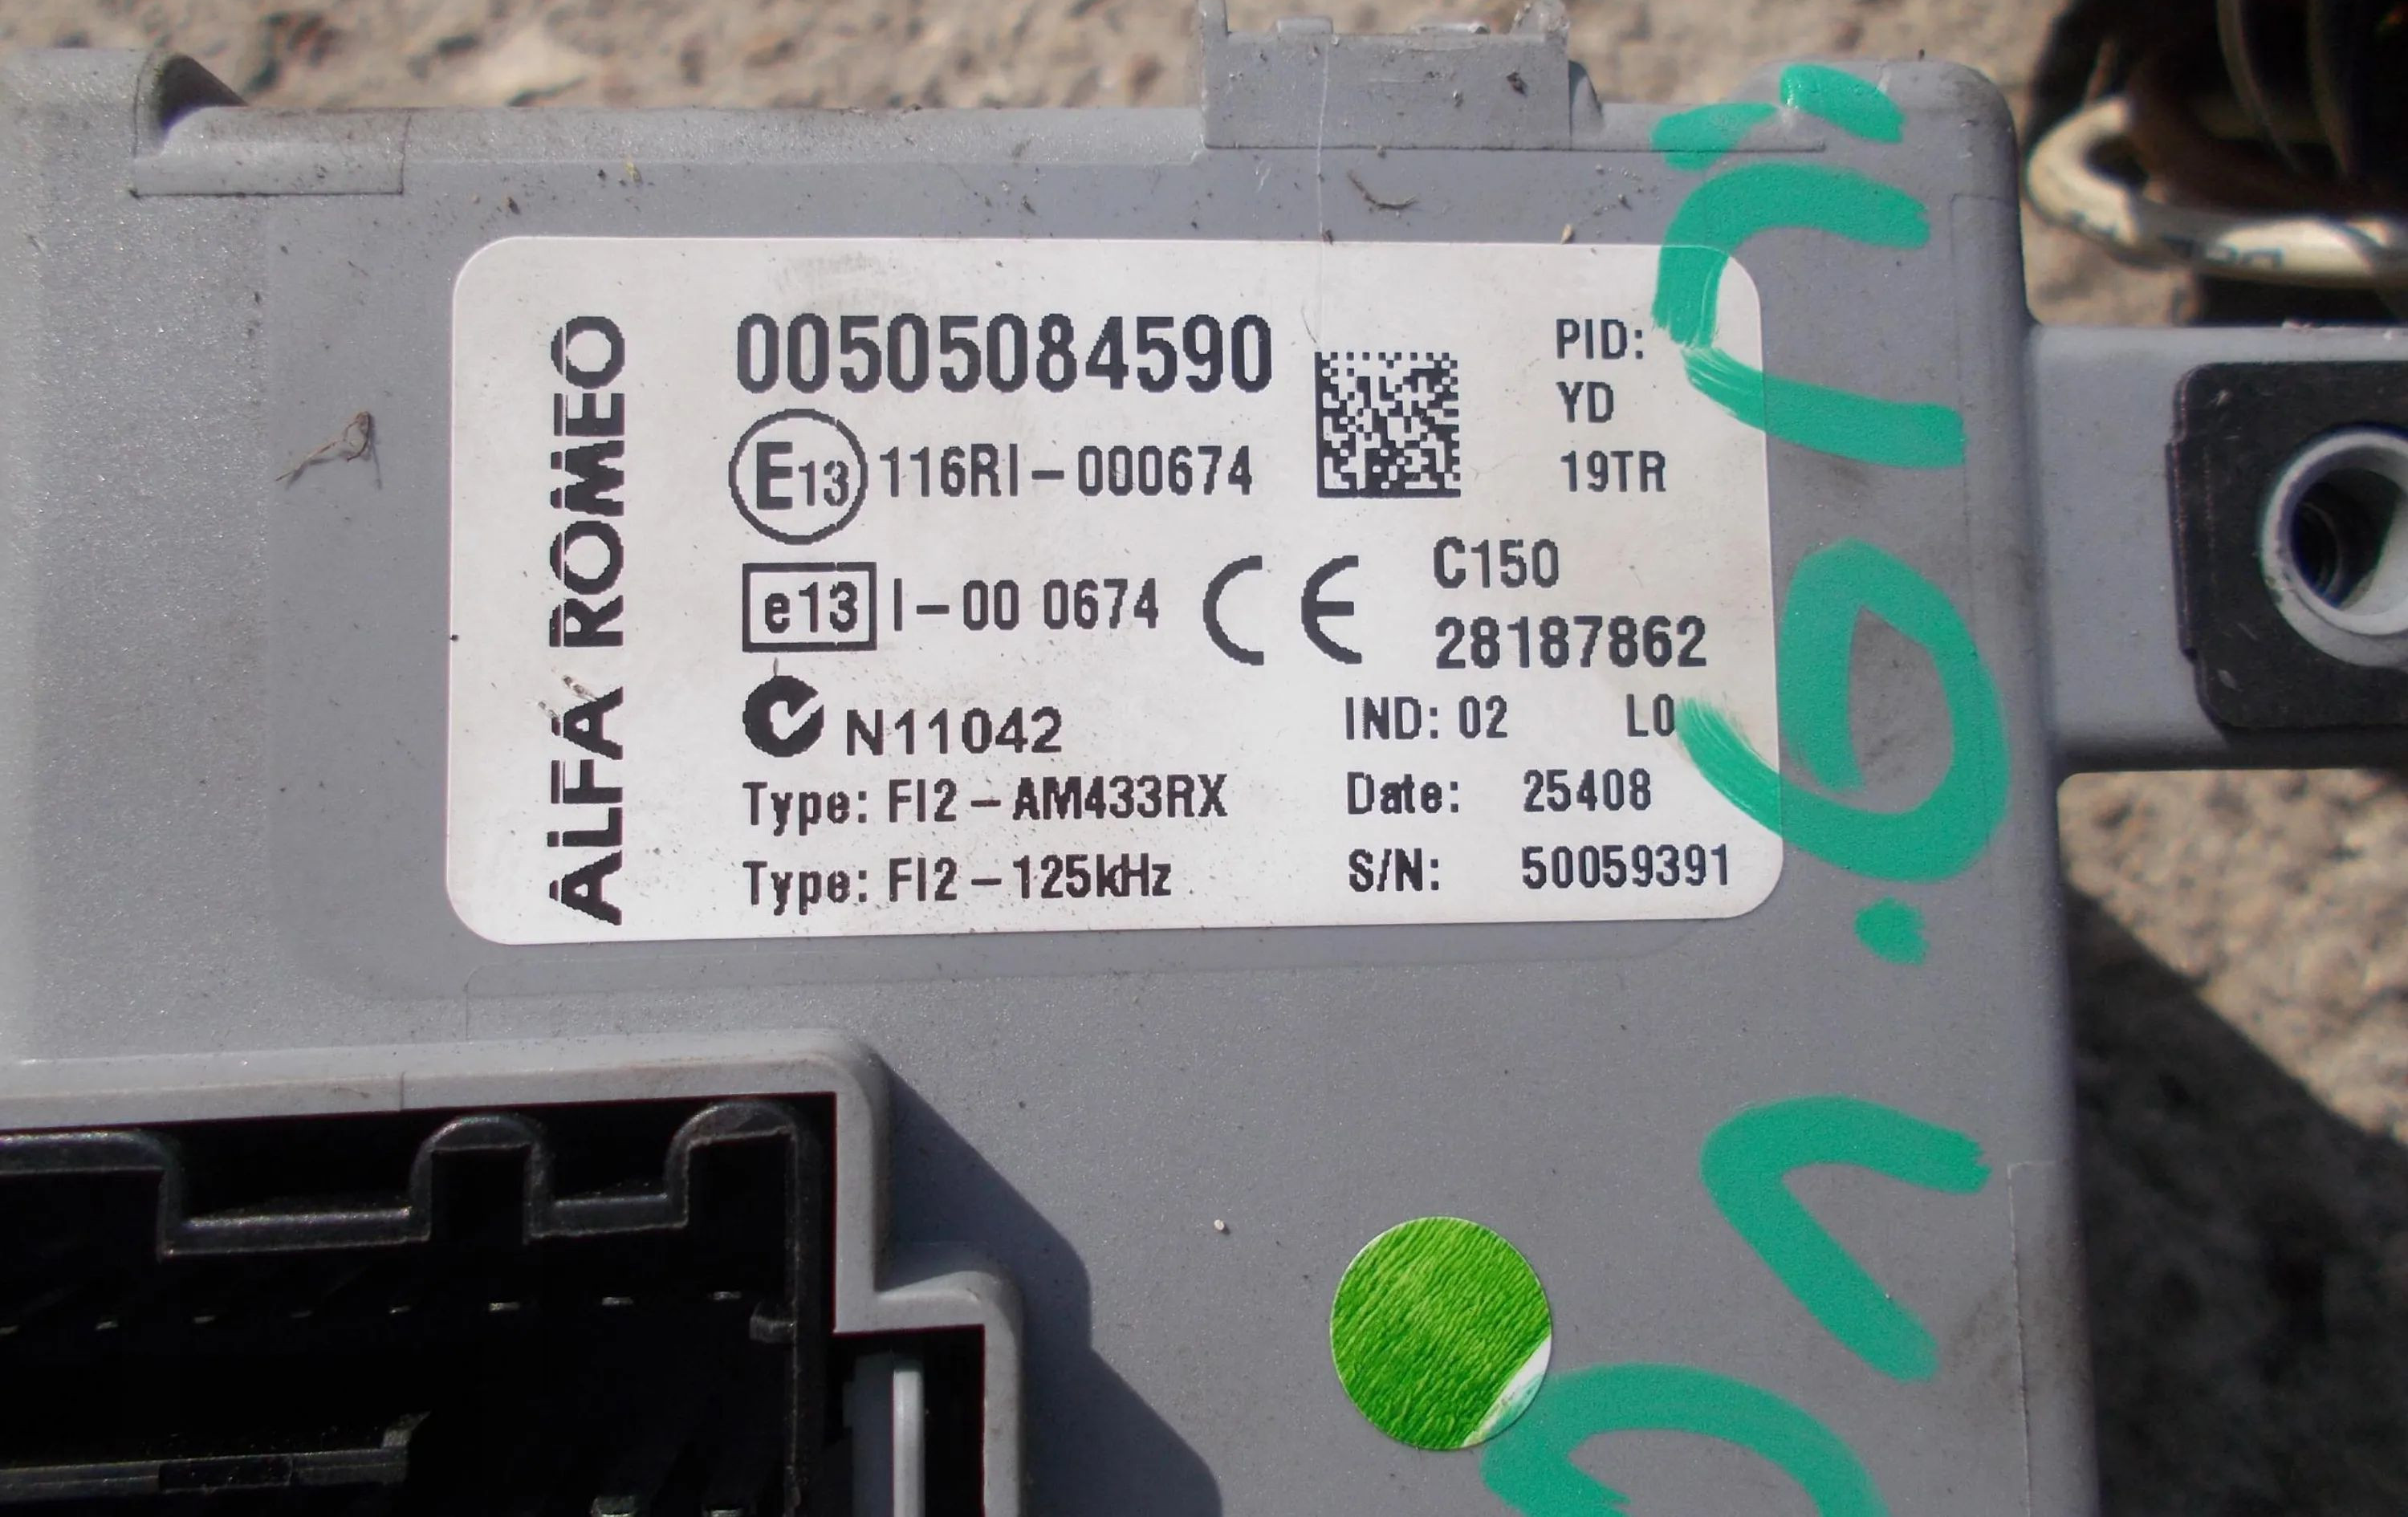 ALFA ROMEO
00505084590
E13 116RI-000674
e13 I-00 0674 CE
N11042
Type: FI2-AM433RX
Type: FI2-125kHz
PID:
YD
19TR
C150
28187862
IND: 02 L0
Date: 25408
S/N: 50059391